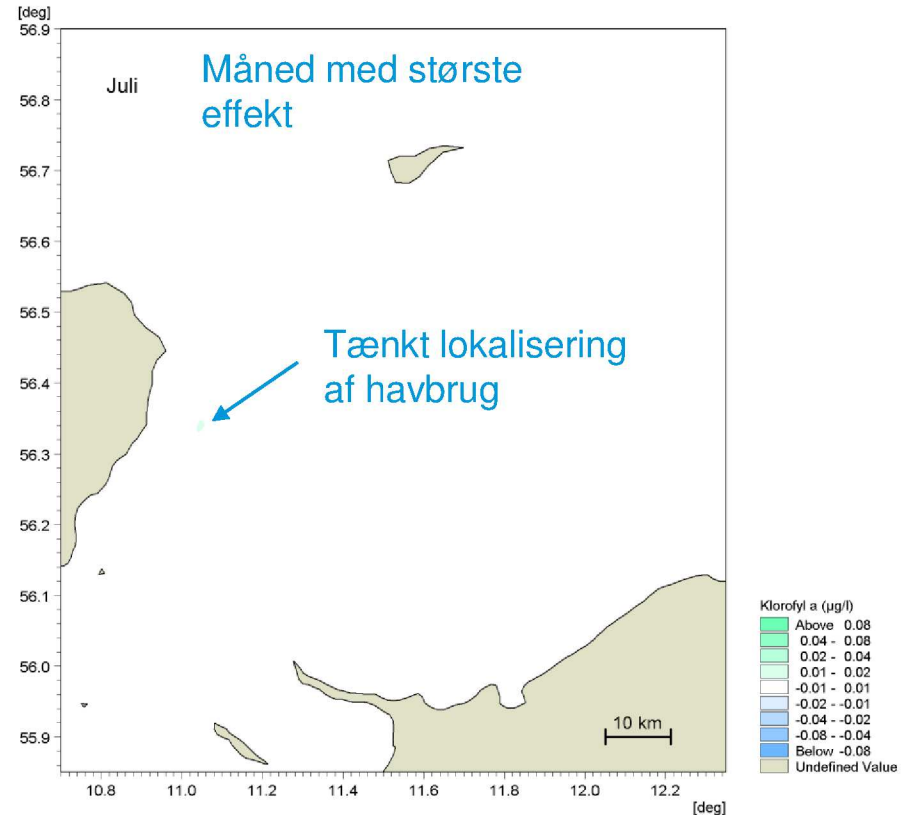 [deg]
56.9
Juli
Måned med største
effekt
56.8
56.7
56.6
56.5
56.4
Tænkt lokalisering
af havbrug
56.3
56.2
56.1
56.0
55.9
10 km
10.8 11.0 11.2 11.4 11.6 11.8 12.0 12.2
[deg]
Klorofyl a (µg/l)
Above 0.08
0.04 - 0.08
0.02 - 0.04
0.01 - 0.02
-0.01 - 0.01
-0.02 - -0.01
-0.04 - -0.02
-0.08 - -0.04
Below -0.08
Undefined Value